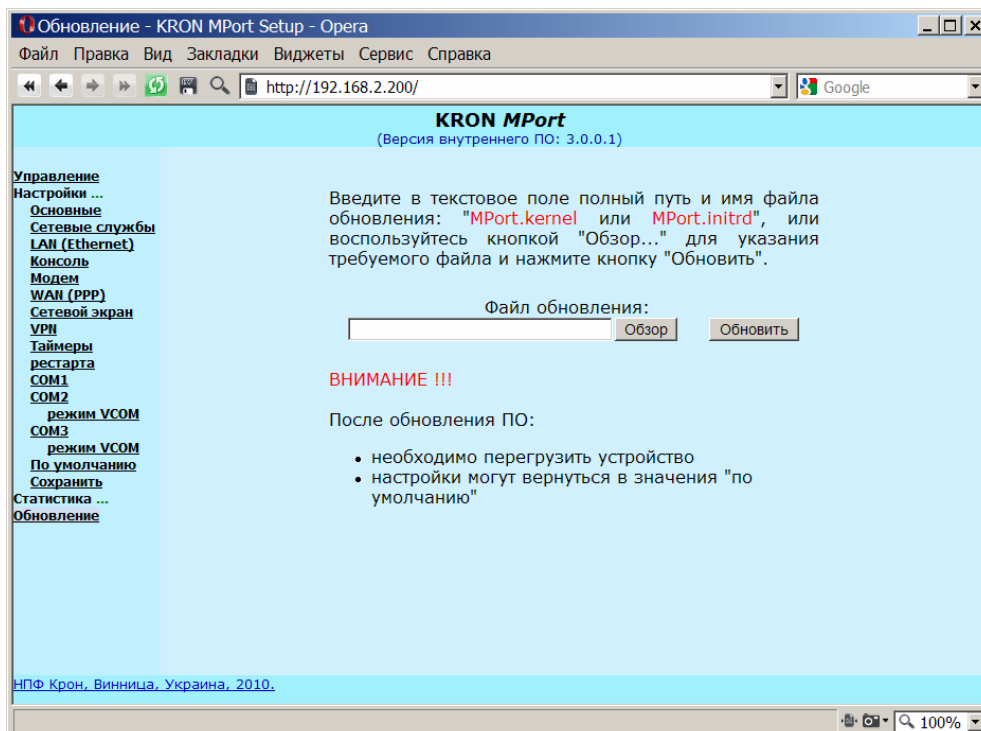 Обновление - KRON MPort Setup - Opera
Файл Правка Вид Закладки Виджеты Сервис Справка
http://192.168.2.200/
Google
KRON MPort
(Версия внутреннего ПО: 3.0.0.1)
Управление
Настройки ...
Основные
Сетевые службы
LAN (Ethernet)
Консоль
Модем
WAN (PPP)
Сетевой экран
VPN
Таймеры
рестарта
COM1
COM2
режим VCOM
COM3
режим VCOM
По умолчанию
Сохранить
Статистика ...
Обновление
Введите в текстовое поле полный путь и имя файла
обновления: "MPort.kernel или MPort.initrd", или
воспользуйтесь кнопкой "Обзор..." для указания
требуемого файла и нажмите кнопку "Обновить".
Файл обновления:
Обзор Обновить
ВНИМАНИЕ !!!
После обновления ПО:
• необходимо перегрузить устройство
• настройки могут вернуться в значения "по
умолчанию"
НПФ Крон, Винница, Украина, 2010.
100%